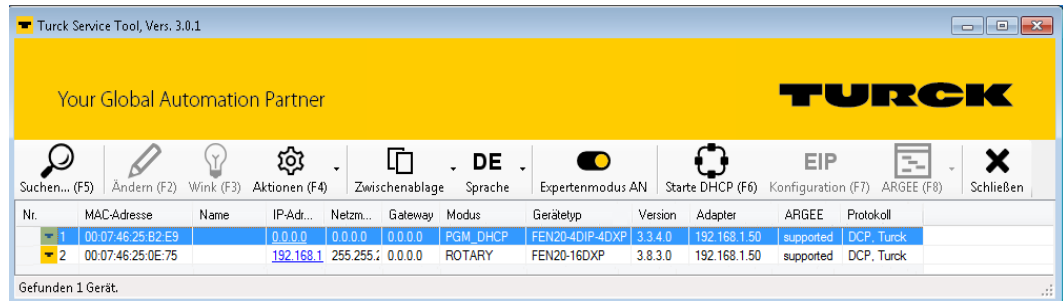 Turck Service Tool, Vers. 3.0.1
Your Global Automation Partner
TURCK
Suchen... (F5) Ändern (F2) Wink (F3) Aktionen (F4) Zwischenablage DE Sprache Expertenmodus AN Starte DHCP (F6) EIP Konfiguration (F7) ARGEE (F8) Schließen
Nr. MAC-Adresse Name IP-Adr... Netzm... Gateway Modus Gerätetyp Version Adapter ARGEE Protokoll
1 00:07:46:25:B2:E9 0.0.0.0 0.0.0.0 0.0.0.0 PGM_DHCP FEN20-4DIP-4DXP 3.3.4.0 192.168.1.50 supported DCP, Turck
2 00:07:46:25:0E:75 192.168.1 255.255.2 0.0.0.0 ROTARY FEN20-16DXP 3.8.3.0 192.168.1.50 supported DCP, Turck
Gefunden 1 Gerät.